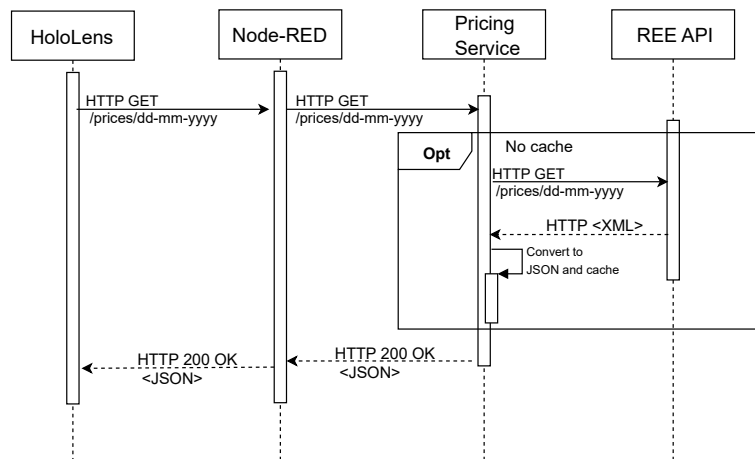 HoloLens
Node-RED
Pricing
Service
REE API
HTTP GET
/prices/dd-mm-yyyy
HTTP GET
/prices/dd-mm-yyyy
Opt
No cache
HTTP GET
/prices/dd-mm-yyyy
HTTP <XML>
Convert to
JSON and cache
HTTP 200 OK
<JSON>
HTTP 200 OK
<JSON>